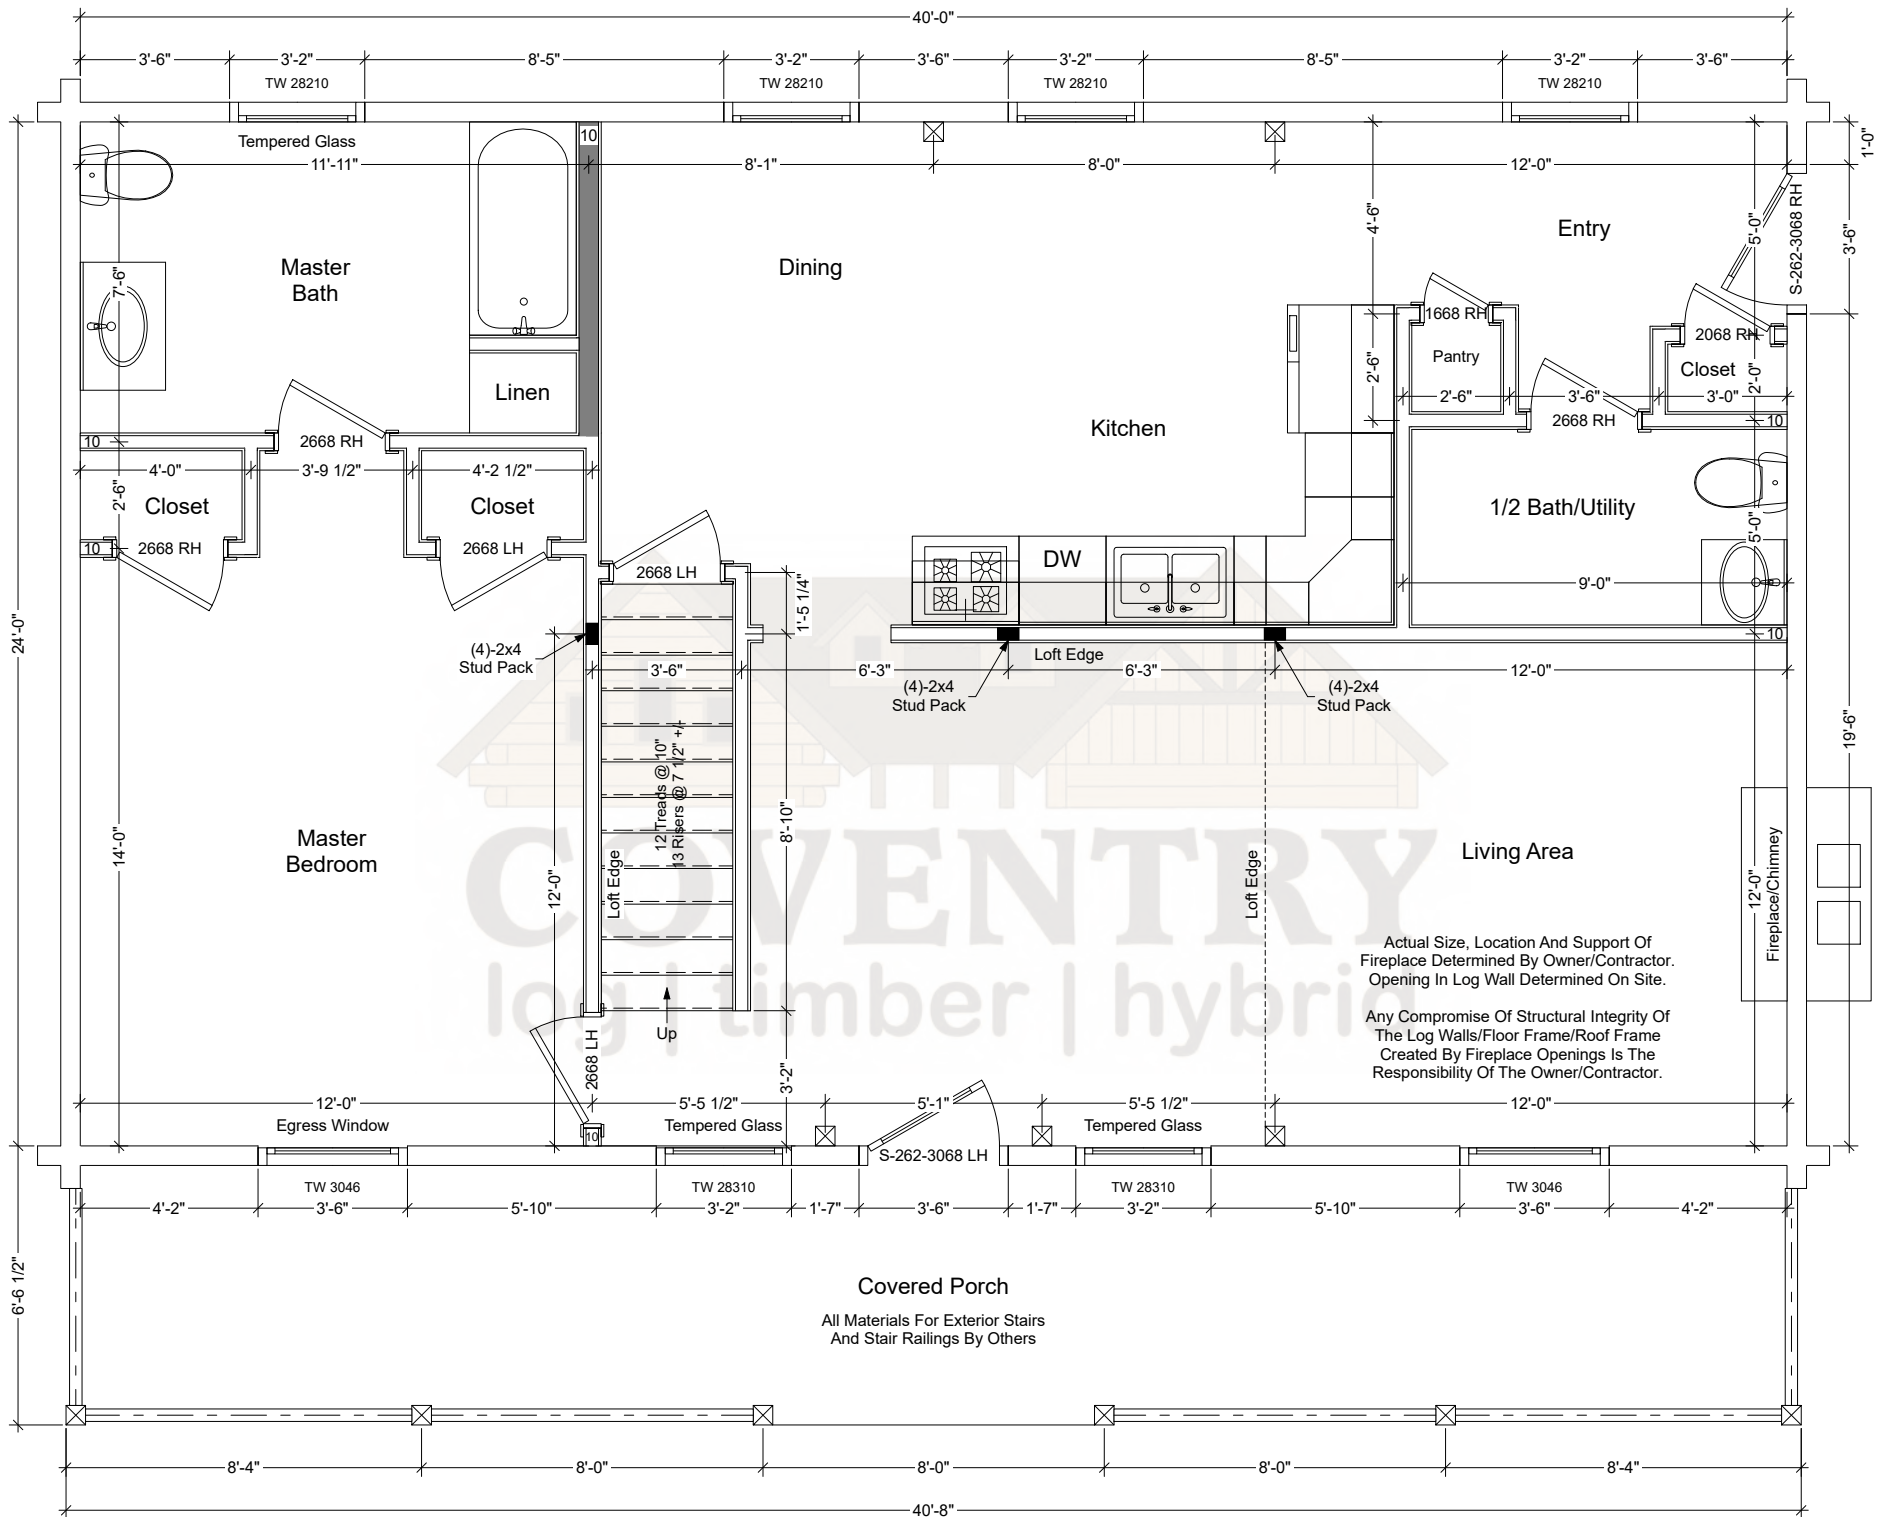 40'-0"
3'-6" 3'-2" 8'-5" 3'-2" 3'-6" 3'-2" 8'-5" 3'-2" 3'-6"
TW 28210 TW 28210 TW 28210 TW 28210
Tempered Glass
10
1'-0"
11'-11" 8'-1" 8'-0" 12'-0"
S-262-3068 RH
4'-6"
5'-0"
3'-6"
Entry
Master
Bath
7'-6"
Dining
1668 RH
2068 RH
Pantry
Closet
2'-6"
2'-0"
Linen
2'-6" 3'-6" 3'-0"
2668 RH
10
Kitchen
10
2668 RH
4'-0" 3'-9 1/2" 4'-2 1/2"
2'-6"
Closet
Closet
1/2 Bath/Utility
5'-0"
10
2668 RH
2668 LH
2668 LH
DW
9'-0"
1'-5 1/4"
24'-0"
10
(4)-2x4
Stud Pack
Loft Edge
3'-6" 6'-3" 6'-3" 12'-0"
(4)-2x4
Stud Pack
(4)-2x4
Stud Pack
19'-6"
12 Treads @ 10"
13 Risers @ 7 1/2" +/-
8'-10"
14'-0"
Master
Bedroom
12'-0"
Loft Edge
Loft Edge
Living Area
12'-0"
Fireplace/Chimney
COVENTRY
log | timber | hybrid
Actual Size, Location And Support Of
Fireplace Determined By Owner/Contractor.
Opening In Log Wall Determined On Site.
Any Compromise Of Structural Integrity Of
The Log Walls/Floor Frame/Roof Frame
Created By Fireplace Openings Is The
Responsibility Of The Owner/Contractor.
Up
2668 LH
3'-2"
12'-0" 5'-5 1/2" 5'-1" 5'-5 1/2" 12'-0"
Egress Window
Tempered Glass
Tempered Glass
10
S-262-3068 LH
TW 3046 TW 28310 TW 28310 TW 3046
4'-2" 3'-6" 5'-10" 3'-2" 1'-7" 3'-6" 1'-7" 3'-2" 5'-10" 3'-6" 4'-2"
6'-6 1/2"
Covered Porch
All Materials For Exterior Stairs
And Stair Railings By Others
8'-4" 8'-0" 8'-0" 8'-0" 8'-4"
40'-8"